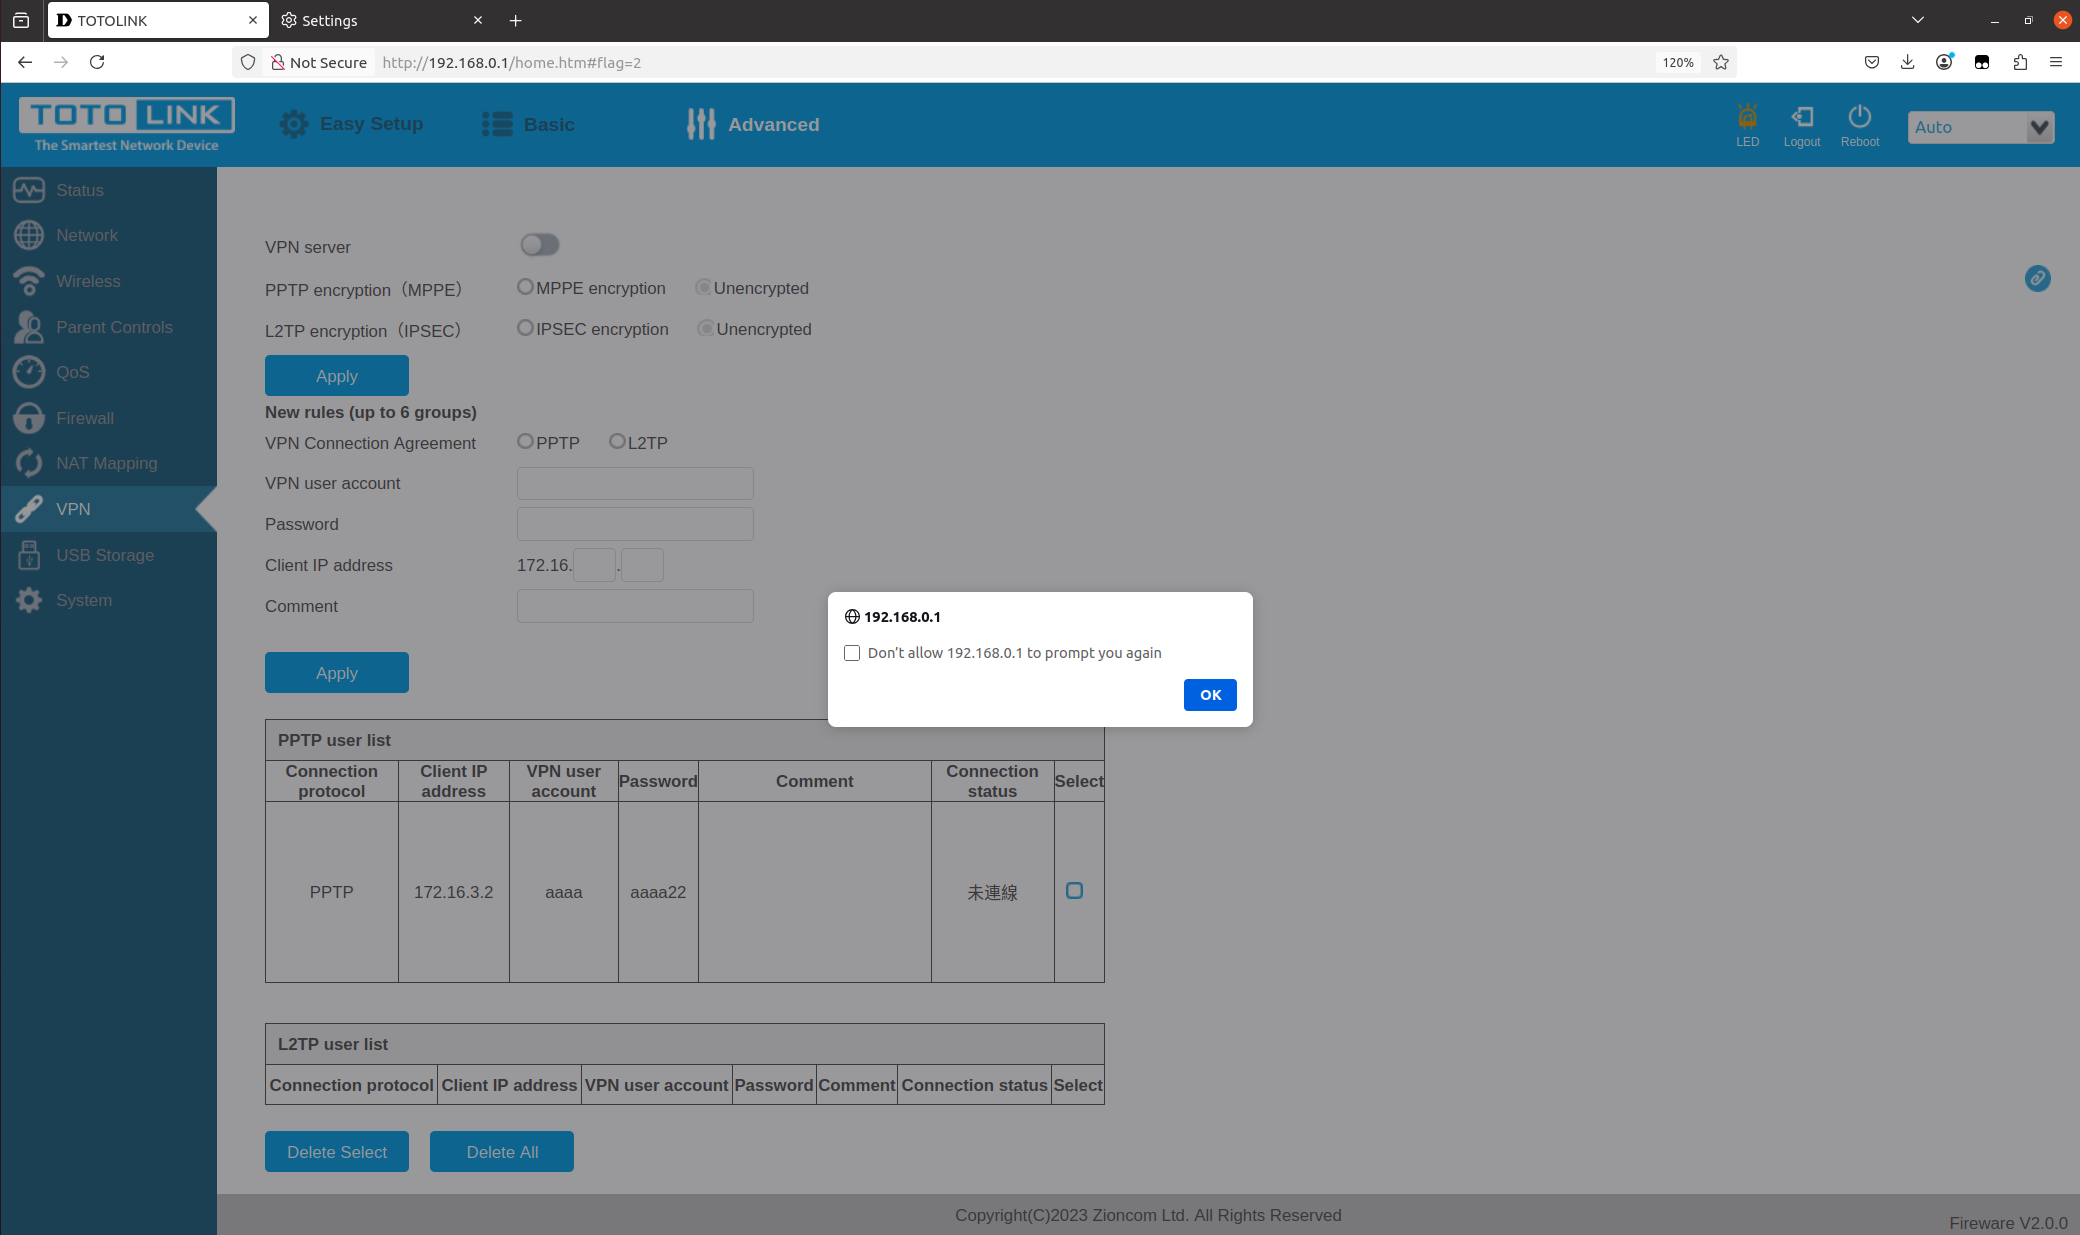 TOTOLINK
Settings
Not Secure
http://192.168.0.1/home.htm#flag=2
120%
TOTO LINK
The Smartest Network Device
Easy Setup
Basic
Advanced
LED
Logout
Reboot
Auto
Status
Network
Wireless
Parent Controls
QoS
Firewall
NAT Mapping
VPN
USB Storage
System
VPN server
PPTP encryption（MPPE）
MPPE encryption
Unencrypted
L2TP encryption（IPSEC）
IPSEC encryption
Unencrypted
Apply
New rules (up to 6 groups)
VPN Connection Agreement
PPTP
L2TP
VPN user account
Password
Client IP address
172.16. .
Comment
Apply
192.168.0.1
Don't allow 192.168.0.1 to prompt you again
OK
PPTP user list
Connection protocol
Client IP address
VPN user account
Password
Comment
Connection status
Select
PPTP
172.16.3.2
aaaa
aaaa22
未連線
L2TP user list
Connection protocol
Client IP address
VPN user account
Password
Comment
Connection status
Select
Delete Select
Delete All
Copyright(C)2023 Zioncom Ltd. All Rights Reserved
Fireware V2.0.0